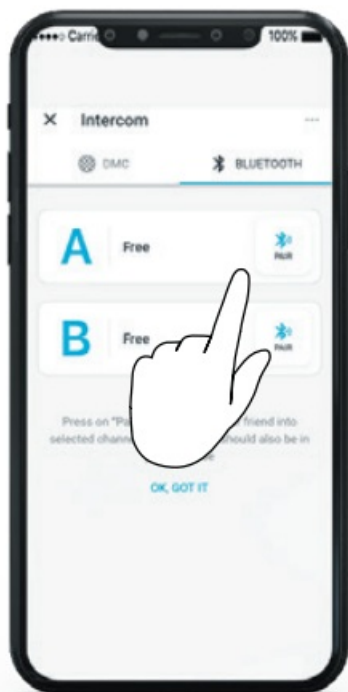 Carrie 100%
Intercom
DMC BLUETOOTH
A Free PAIR
B Free PAIR
Press on "Pa friend into
selected chann should also be in
OK, GOT IT